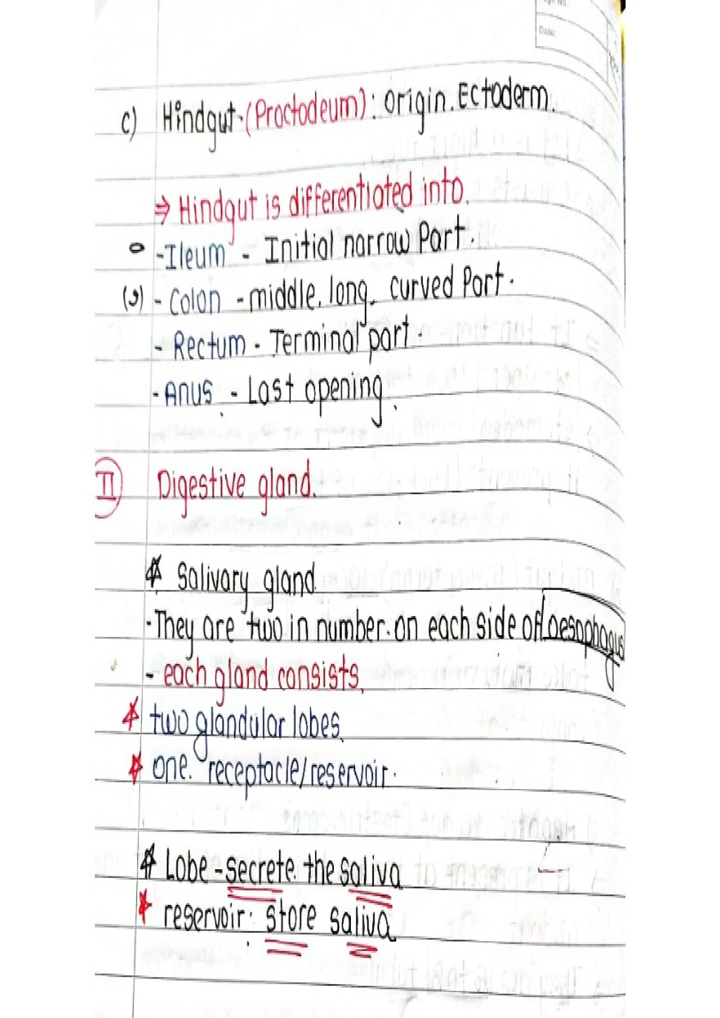 Date:
c) Hindgut (Proctodeum): Origin. Ectoderm.
⇒ Hindgut is differentiated into.
- Ileum - Initial narrow Part.
- Colon - middle, long, curved Part.
- Rectum - Terminal part.
- Anus - Last opening.
II Digestive gland.
* Salivary gland
- They are two in number on each side of oesophagus
- each gland consists,
* two glandular lobes
* one receptacle/reservoir.
* Lobe - secrete the saliva
* reservoir: store saliva